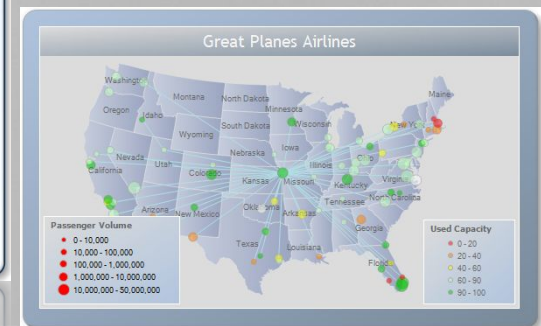 Great Planes Airlines
Washington
Montana
North Dakota
Minnesota
Maine
Oregon
Idaho
South Dakota
Wisconsin
New Yo
Wyoming
Nebraska
Iowa
Nevada
Utah
Illinois
Ohio
California
Colorado
Kansas
Missouri
Kentucky
Virgin
Arizona
New Mexico
Oklahoma
Arkansas
Tennessee
North Carolina
Georgia
Texas
Louisiana
Florida
Passenger Volume
0 - 10,000
10,000 - 100,000
100,000 - 1,000,000
1,000,000 - 10,000,000
10,000,000 - 50,000,000
Used Capacity
0 - 20
20 - 40
40 - 60
60 - 90
90 - 100